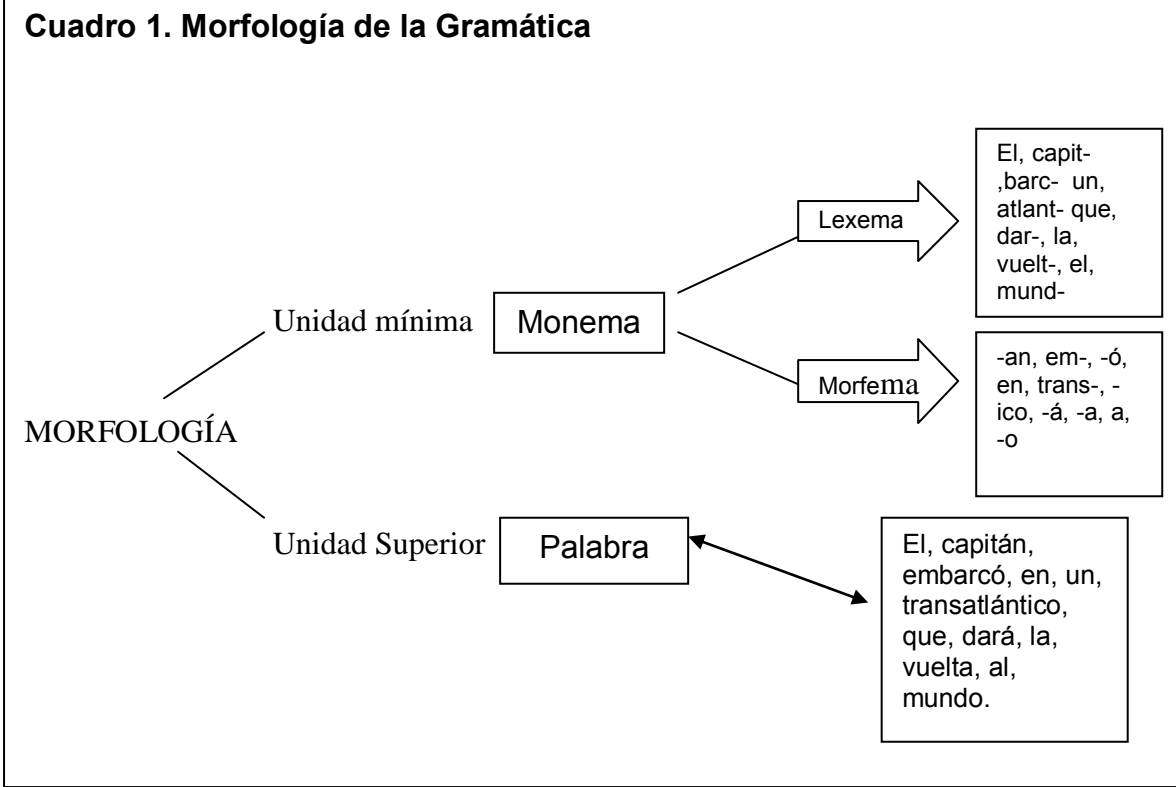 Cuadro 1. Morfología de la Gramática
El, capit-
,barc-  un,
atlant- que,
dar-, la,
vuelt-, el,
mund-
Lexema
Unidad mínima
Monema
Morfema
-an, em-, -ó,
en, trans-, -
ico, -á, -a, a,
-o
MORFOLOGÍA
Unidad Superior
Palabra
El, capitán,
embarcó, en, un,
transatlántico,
que, dará, la,
vuelta, al,
mundo.